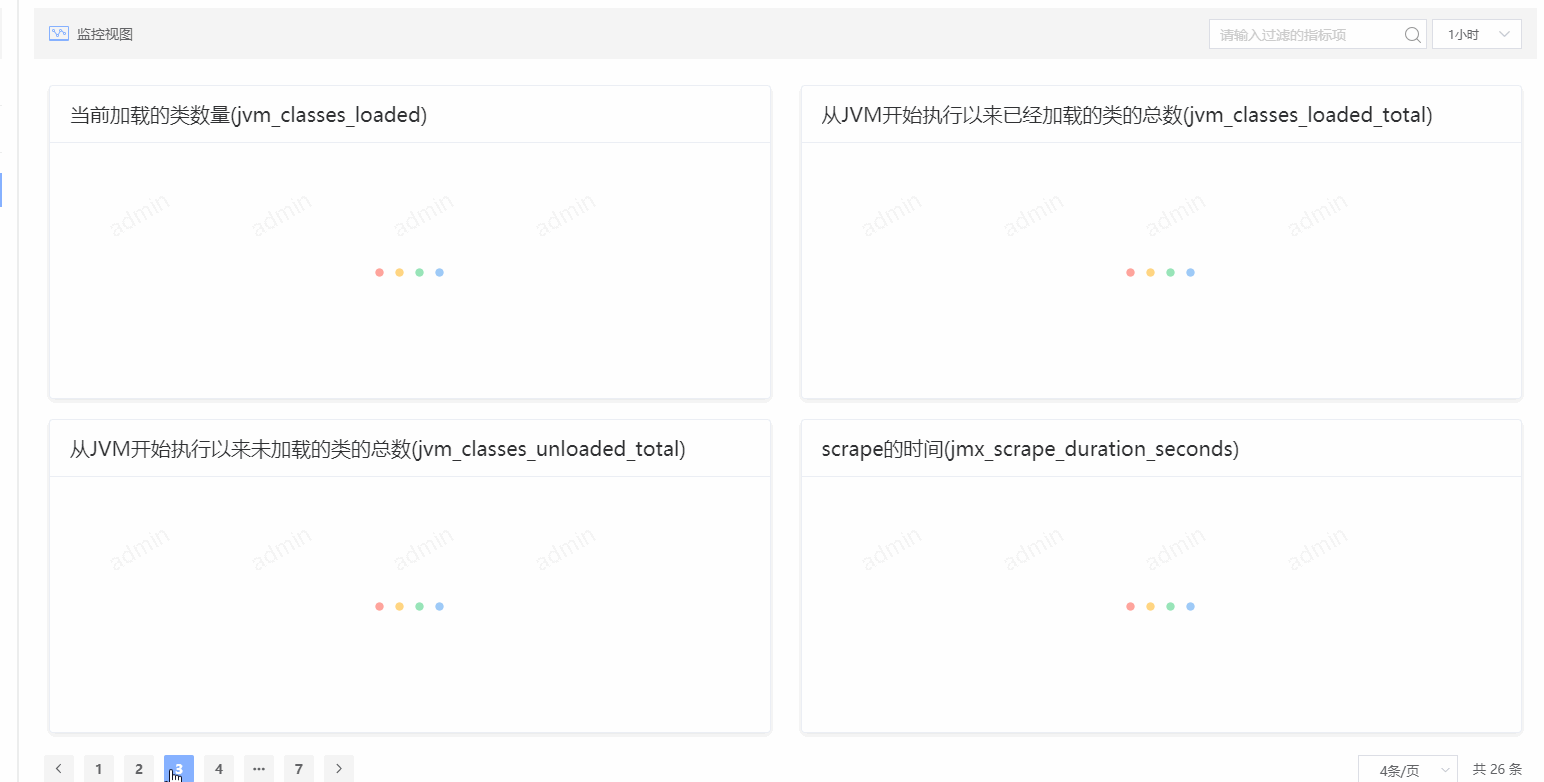 监控视图
请输入过滤的指标项
1小时
当前加载的类数量(jvm_classes_loaded)
从JVM开始执行以来已经加载的类的总数(jvm_classes_loaded_total)
admin admin admin admin
admin admin admin admin
从JVM开始执行以来未加载的类的总数(jvm_classes_unloaded_total)
scrape的时间(jmx_scrape_duration_seconds)
admin admin admin admin
admin admin admin admin
< 1 2 3 4 ··· 7 >
4条/页
共 26 条